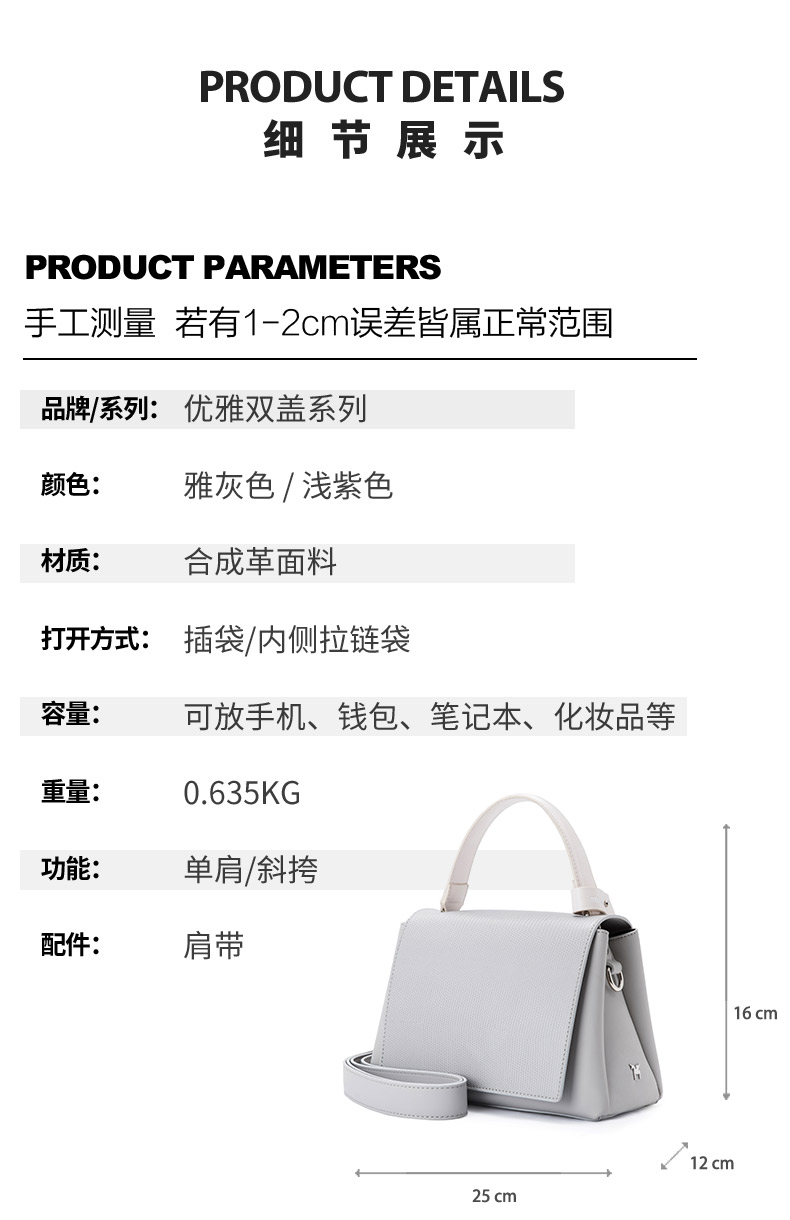 PRODUCT DETAILS
细节展示
PRODUCT PARAMETERS
手工测量 若有1-2cm误差皆属正常范围
品牌/系列： 优雅双盖系列
颜色： 雅灰色 / 浅紫色
材质： 合成革面料
打开方式： 插袋/内侧拉链袋
容量： 可放手机、钱包、笔记本、化妆品等
重量： 0.635KG
功能： 单肩/斜挎
配件： 肩带
16 cm
12 cm
25 cm